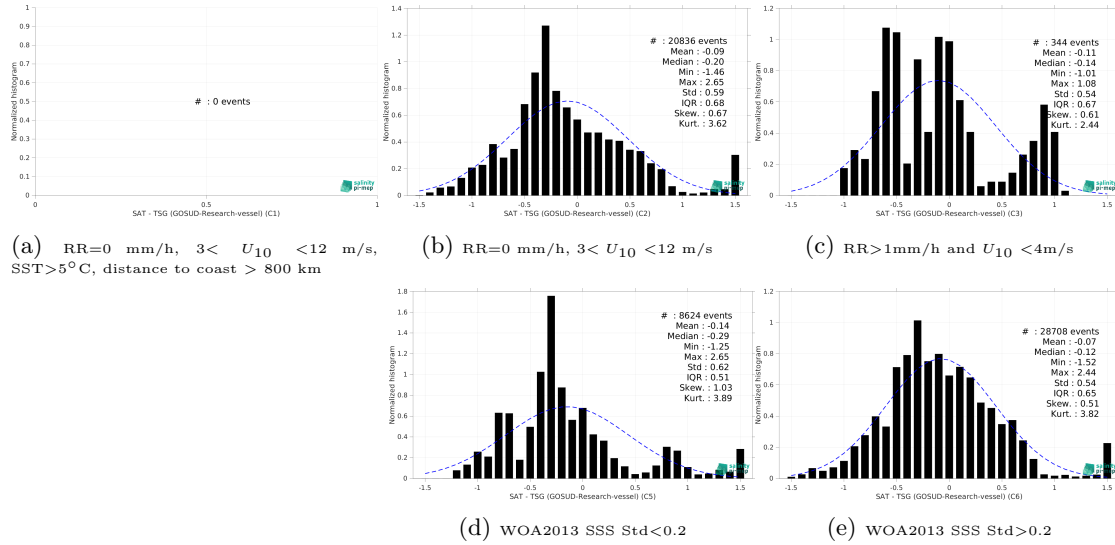 1
0.9
0.8
0.7
0.6
0.5
0.4
0.3
0.2
0.1
0
Normalized histogram
# : 0 events
0 0.5 1
SAT - TSG (GOSUD-Research-vessel) (C1)
salinity
pi-mep
(a) RR=0 mm/h, 3< U10 <12 m/s,
SST>5°C, distance to coast > 800 km
1.4
1.2
1
0.8
0.6
0.4
0.2
0
Normalized histogram
# : 20836 events
Mean : -0.09
Median : -0.20
Min : -1.46
Max : 2.65
Std : 0.59
IQR : 0.68
Skew. : 0.67
Kurt. : 3.62
-1.5 -1 -0.5 0 0.5 1 1.5
SAT - TSG (GOSUD-Research-vessel) (C2)
salinity
pi-mep
(b) RR=0 mm/h, 3< U10 <12 m/s
1.2
1
0.8
0.6
0.4
0.2
0
Normalized histogram
# : 344 events
Mean : -0.11
Median : -0.14
Min : -1.01
Max : 1.08
Std : 0.54
IQR : 0.67
Skew. : 0.61
Kurt. : 2.44
-1.5 -1 -0.5 0 0.5 1 1.5
SAT - TSG (GOSUD-Research-vessel) (C3)
salinity
pi-mep
(c) RR>1mm/h and U10 <4m/s
1.8
1.6
1.4
1.2
1
0.8
0.6
0.4
0.2
0
Normalized histogram
# : 8624 events
Mean : -0.14
Median : -0.29
Min : -1.25
Max : 2.65
Std : 0.62
IQR : 0.51
Skew. : 1.03
Kurt. : 3.89
-1.5 -1 -0.5 0 0.5 1 1.5
SAT - TSG (GOSUD-Research-vessel) (C5)
salinity
pi-mep
(d) WOA2013 SSS Std<0.2
1.2
1
0.8
0.6
0.4
0.2
0
Normalized histogram
# : 28708 events
Mean : -0.07
Median : -0.12
Min : -1.52
Max : 2.44
Std : 0.54
IQR : 0.65
Skew. : 0.51
Kurt. : 3.82
-1.5 -1 -0.5 0 0.5 1 1.5
SAT - TSG (GOSUD-Research-vessel) (C6)
salinity
pi-mep
(e) WOA2013 SSS Std>0.2